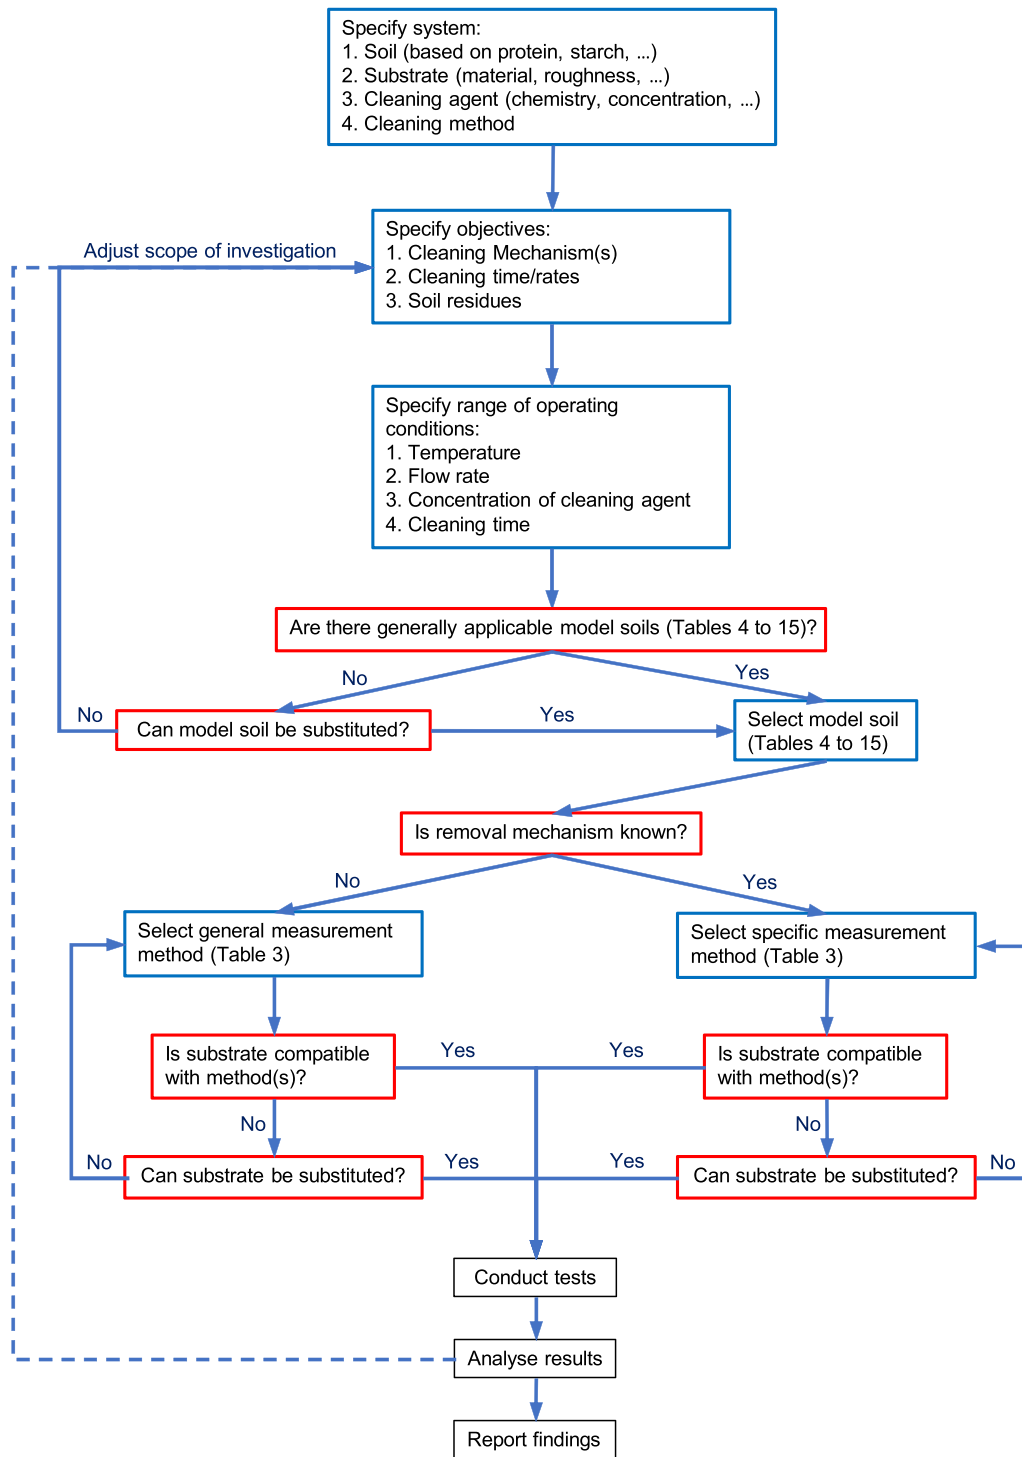 Specify system:
1. Soil (based on protein, starch, ...)
2. Substrate (material, roughness, ...)
3. Cleaning agent (chemistry, concentration, ...)
4. Cleaning method
Adjust scope of investigation
Specify objectives:
1. Cleaning Mechanism(s)
2. Cleaning time/rates
3. Soil residues
Specify range of operating
conditions:
1. Temperature
2. Flow rate
3. Concentration of cleaning agent
4. Cleaning time
Are there generally applicable model soils (Tables 4 to 15)?
No
Yes
No
Can model soil be substituted?
Yes
Select model soil
(Tables 4 to 15)
Is removal mechanism known?
No
Yes
Select general measurement
method (Table 3)
Select specific measurement
method (Table 3)
Is substrate compatible
with method(s)?
Yes
Yes
Is substrate compatible
with method(s)?
No
No
No
Can substrate be substituted?
Yes
Yes
Can substrate be substituted?
No
Conduct tests
Analyse results
Report findings